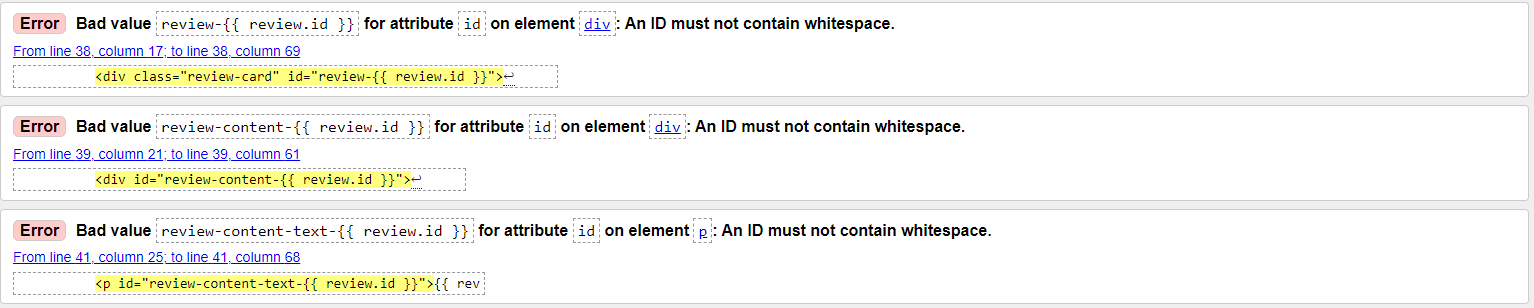 Error Bad value review-{{ review.id }} for attribute id on element div: An ID must not contain whitespace.
From line 38, column 17; to line 38, column 69
<div class="review-card" id="review-{{ review.id }}">↩
Error Bad value review-content-{{ review.id }} for attribute id on element div: An ID must not contain whitespace.
From line 39, column 21; to line 39, column 61
<div id="review-content-{{ review.id }}">↩
Error Bad value review-content-text-{{ review.id }} for attribute id on element p: An ID must not contain whitespace.
From line 41, column 25; to line 41, column 68
<p id="review-content-text-{{ review.id }}">{{ rev